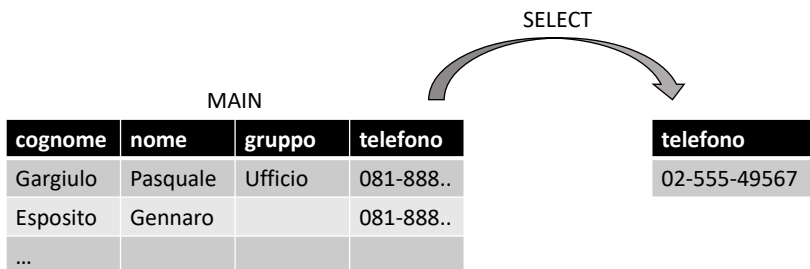 SELECT
MAIN
cognome nome gruppo telefono
Gargiulo Pasquale Ufficio 081-888..
Esposito Gennaro 081-888..
…
telefono
02-555-49567